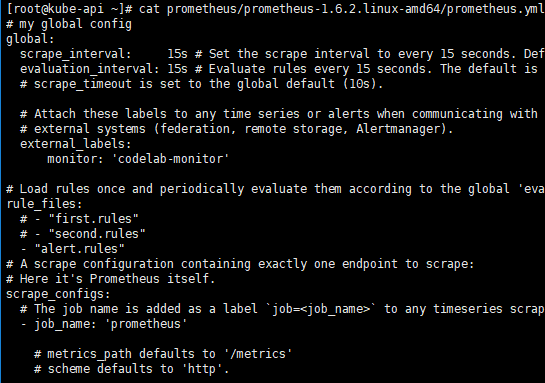 [root@kube-api ~]# cat prometheus/prometheus-1.6.2.linux-amd64/prometheus.yml
# my global config
global:
  scrape_interval:     15s # Set the scrape interval to every 15 seconds. Def
  evaluation_interval: 15s # Evaluate rules every 15 seconds. The default is
  # scrape_timeout is set to the global default (10s).

  # Attach these labels to any time series or alerts when communicating with
  # external systems (federation, remote storage, Alertmanager).
  external_labels:
      monitor: 'codelab-monitor'

# Load rules once and periodically evaluate them according to the global 'eva
rule_files:
  # - "first.rules"
  # - "second.rules"
  - "alert.rules"
# A scrape configuration containing exactly one endpoint to scrape:
# Here it's Prometheus itself.
scrape_configs:
  # The job name is added as a label `job=<job_name>` to any timeseries scrap
  - job_name: 'prometheus'

    # metrics_path defaults to '/metrics'
    # scheme defaults to 'http'.